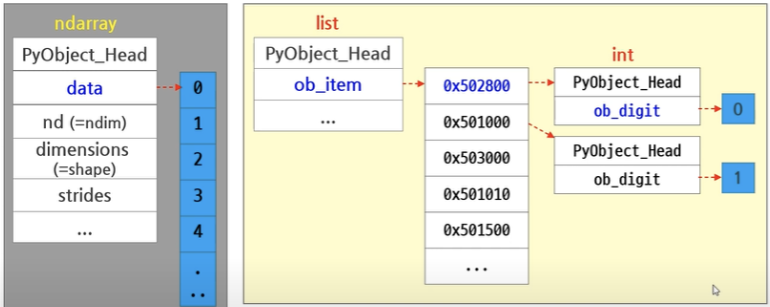 ndarray
PyObject_Head
data
nd (=ndim)
dimensions
(=shape)
strides
...
0
1
2
3
4
.
..
list
PyObject_Head
ob_item
...
0x502800
0x501000
0x503000
0x501010
0x501500
...
int
PyObject_Head
ob_digit
0
PyObject_Head
ob_digit
1